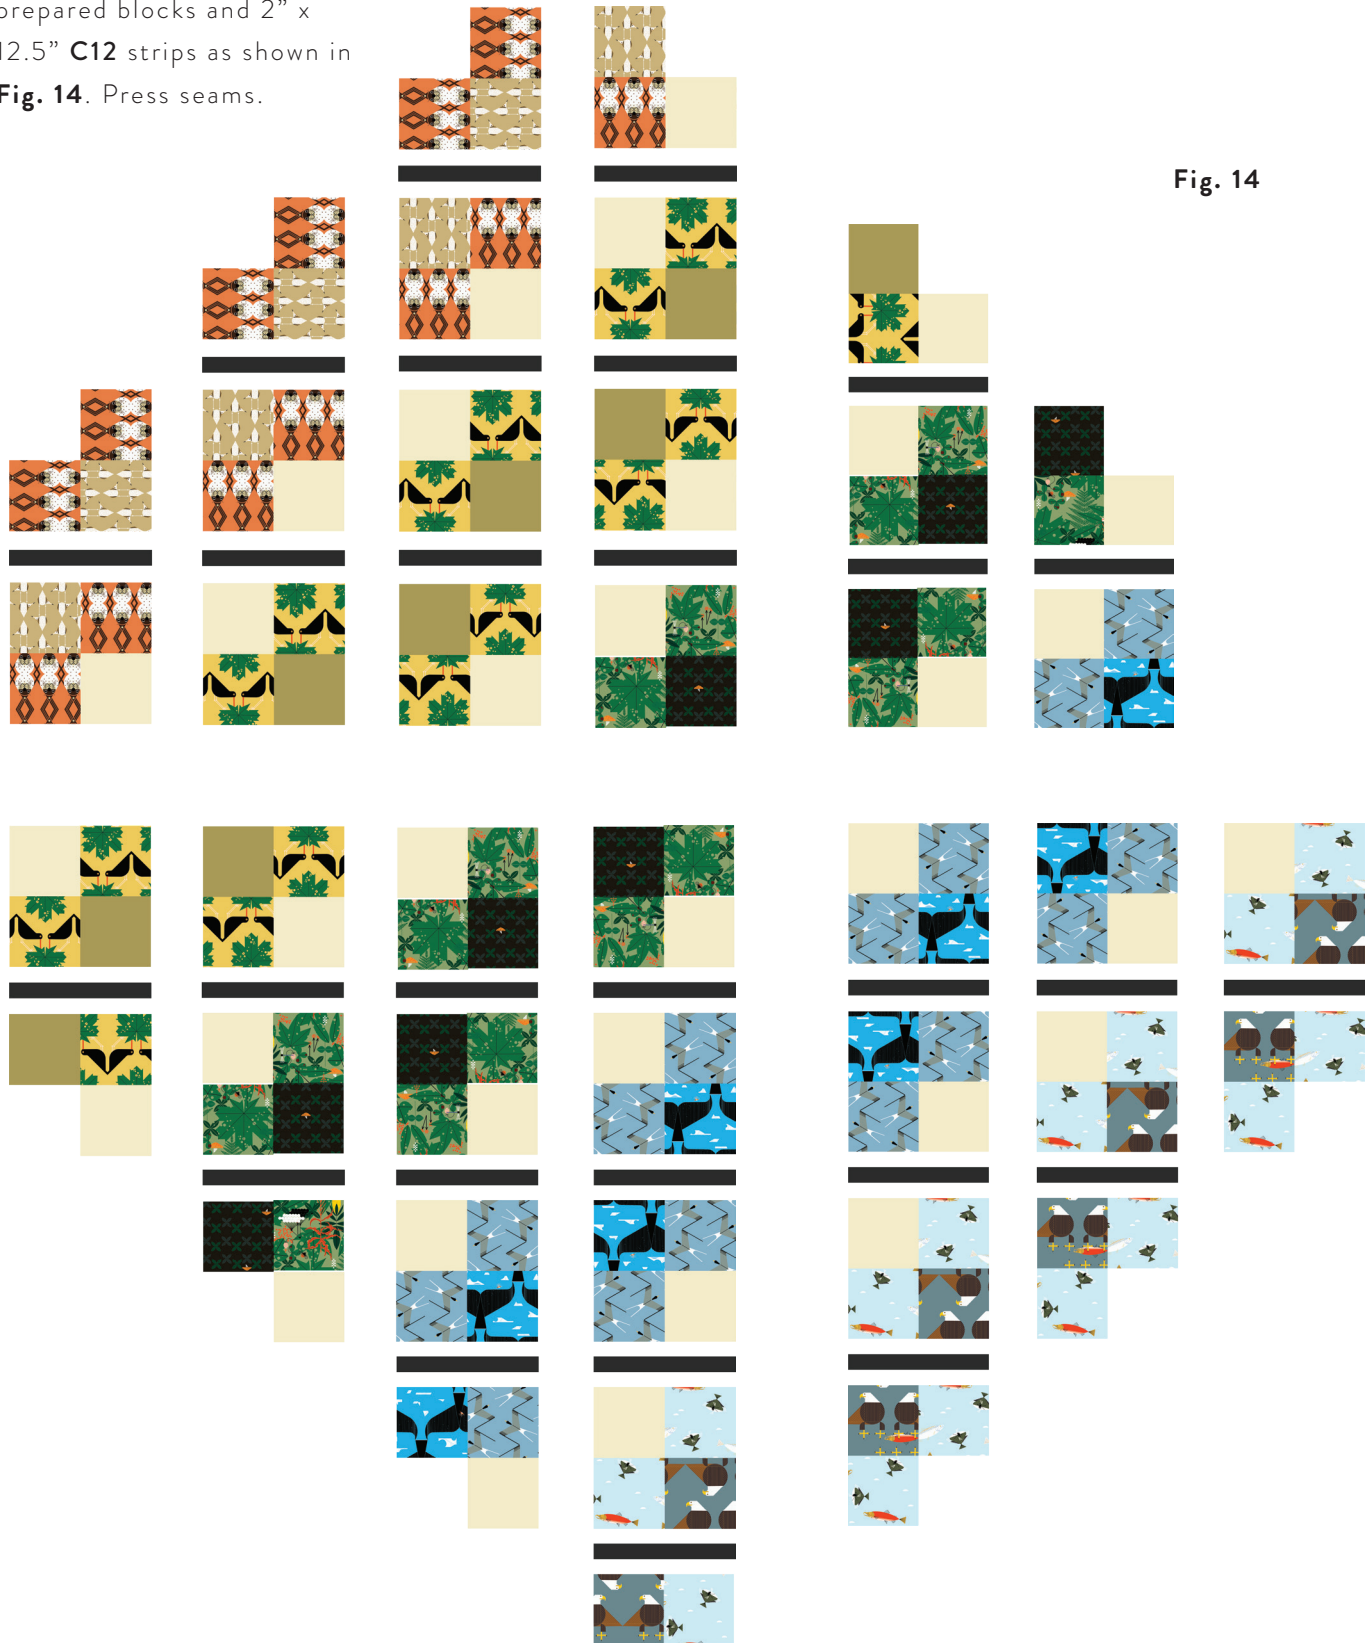 prepared blocks and 2” x
12.5” C12 strips as shown in
Fig. 14. Press seams.
Fig. 14